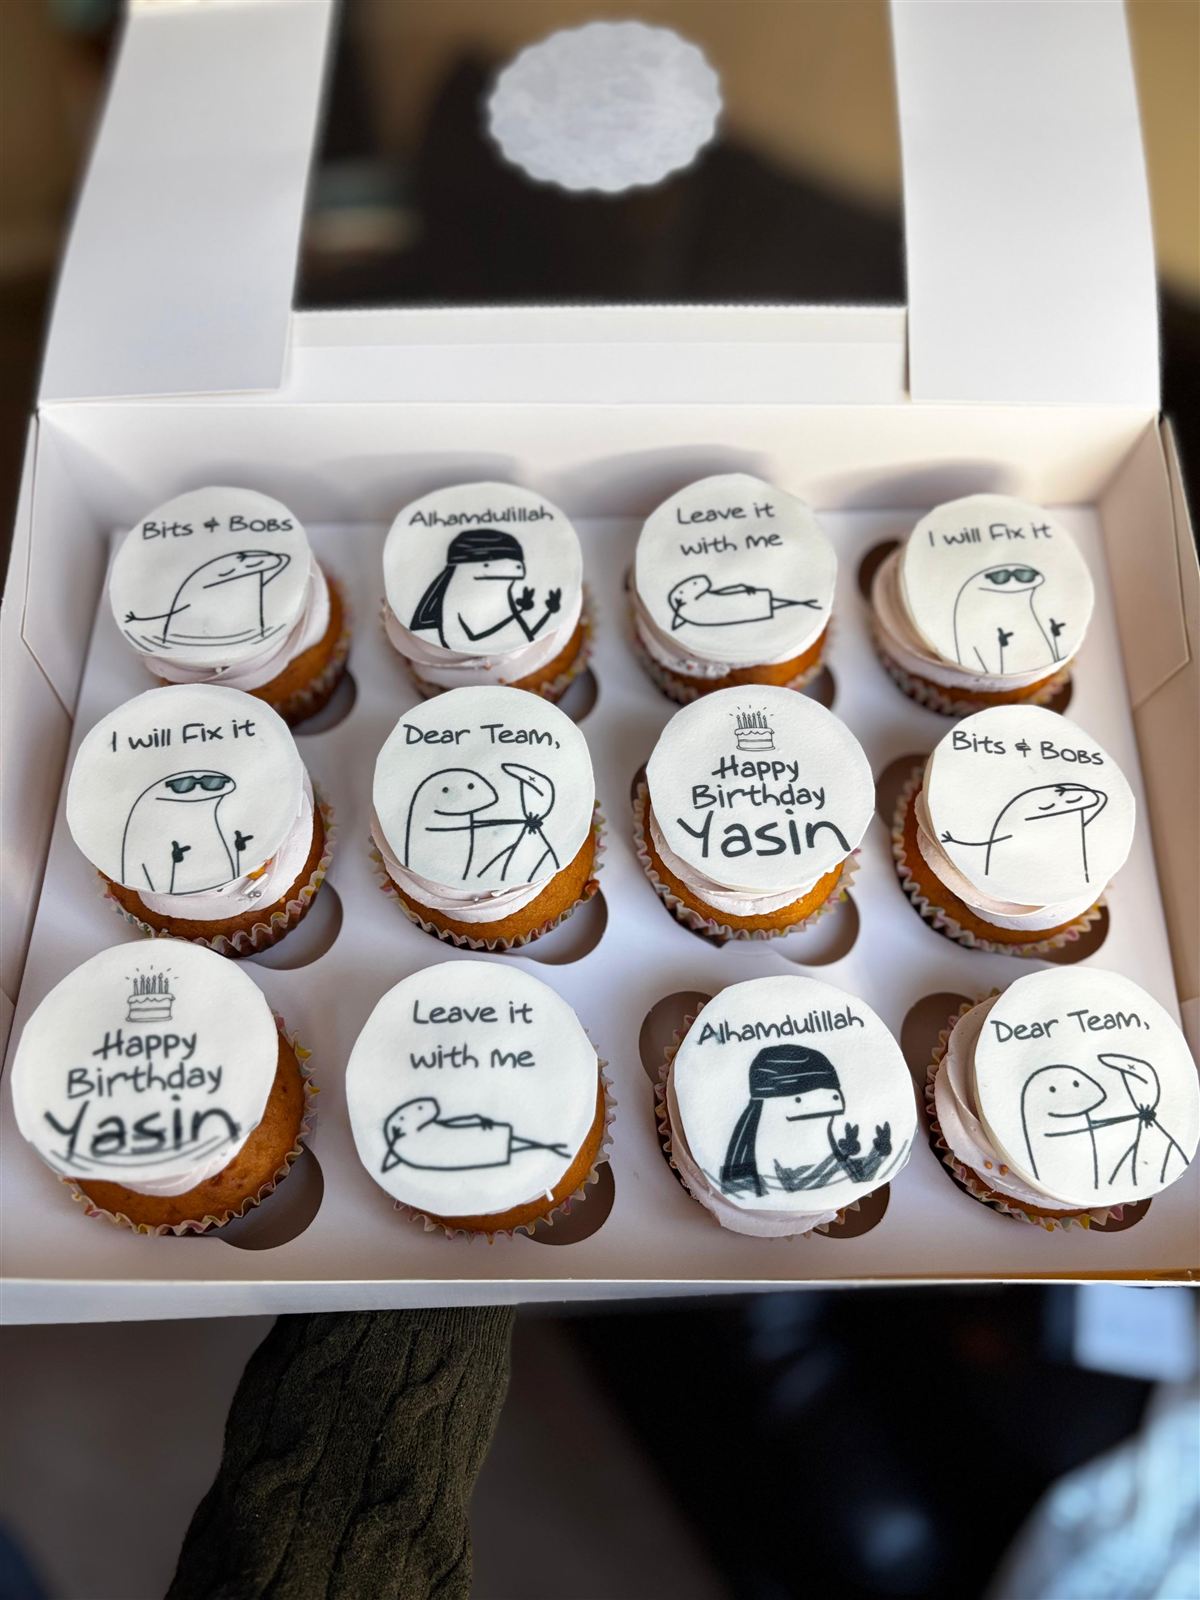 Bits & BOBS
Alhamdulillah
Leave it
with me
I will Fix it
I will Fix it
Dear Team,
Happy
Birthday
Yasin
Bits & BOBS
Happy
Birthday
Yasin
Leave it
with me
Alhamdulillah
Dear Team,